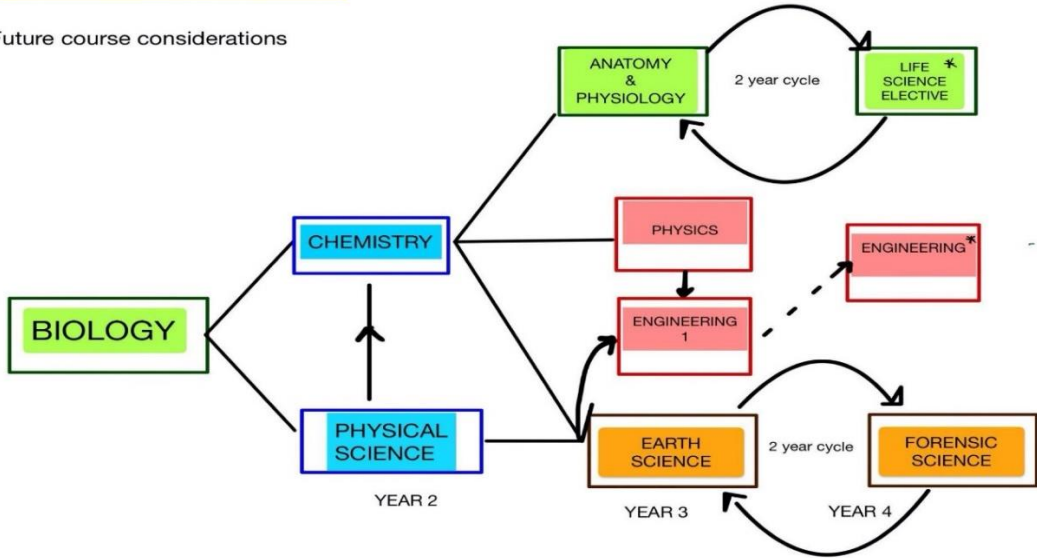 uture course considerations
ANATOMY
&
PHYSIOLOGY
2 year cycle
LIFE *
SCIENCE
ELECTIVE
CHEMISTRY
PHYSICS
ENGINEERING*
BIOLOGY
ENGINEERING
1
PHYSICAL
SCIENCE
EARTH
SCIENCE
2 year cycle
FORENSIC
SCIENCE
YEAR 2
YEAR 3
YEAR 4